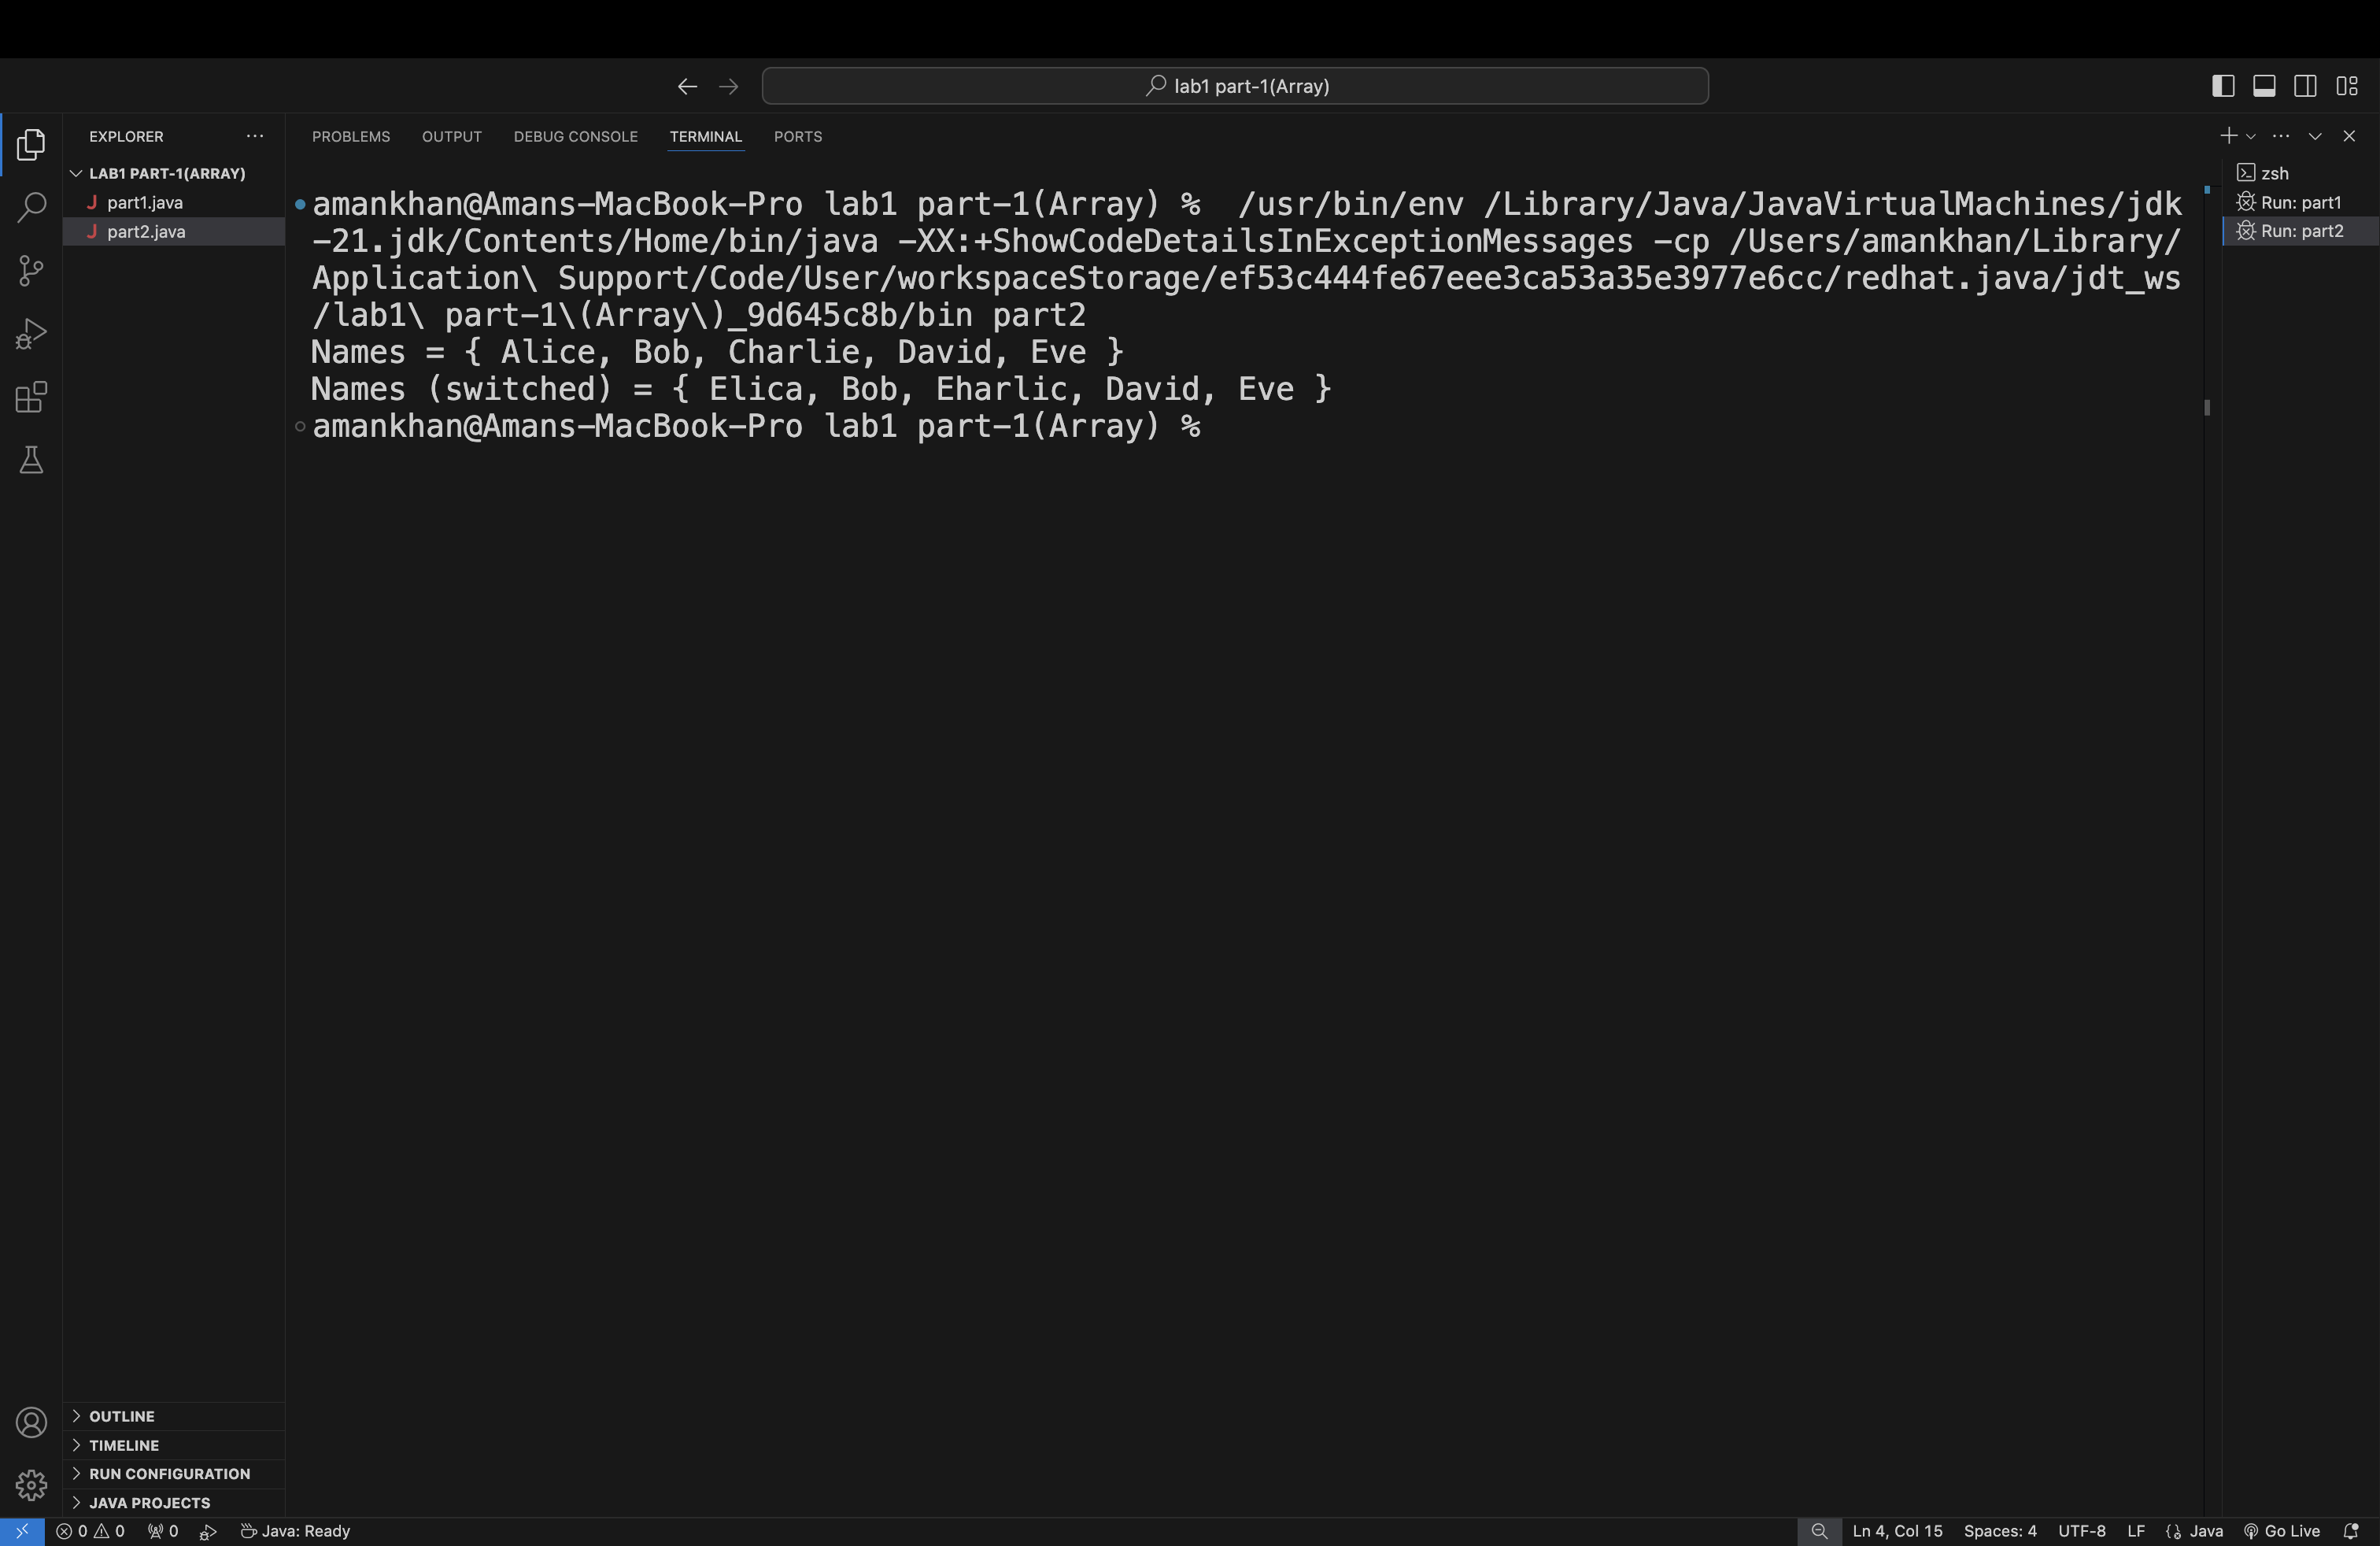 lab1 part-1(Array)
EXPLORER
LAB1 PART-1(ARRAY)
J part1.java
J part2.java
PROBLEMS OUTPUT DEBUG CONSOLE TERMINAL PORTS
amankhan@Amans-MacBook-Pro lab1 part-1(Array) %  /usr/bin/env /Library/Java/JavaVirtualMachines/jdk
-21.jdk/Contents/Home/bin/java -XX:+ShowCodeDetailsInExceptionMessages -cp /Users/amankhan/Library/
Application\ Support/Code/User/workspaceStorage/ef53c444fe67eee3ca53a35e3977e6cc/redhat.java/jdt_ws
/lab1\ part-1\(Array\)_9d645c8b/bin part2
Names = { Alice, Bob, Charlie, David, Eve }
Names (switched) = { Elica, Bob, Eharlic, David, Eve }
amankhan@Amans-MacBook-Pro lab1 part-1(Array) %
zsh
Run: part1
Run: part2
OUTLINE
TIMELINE
RUN CONFIGURATION
JAVA PROJECTS
0 0 0 Java: Ready Ln 4, Col 15 Spaces: 4 UTF-8 LF Java Go Live